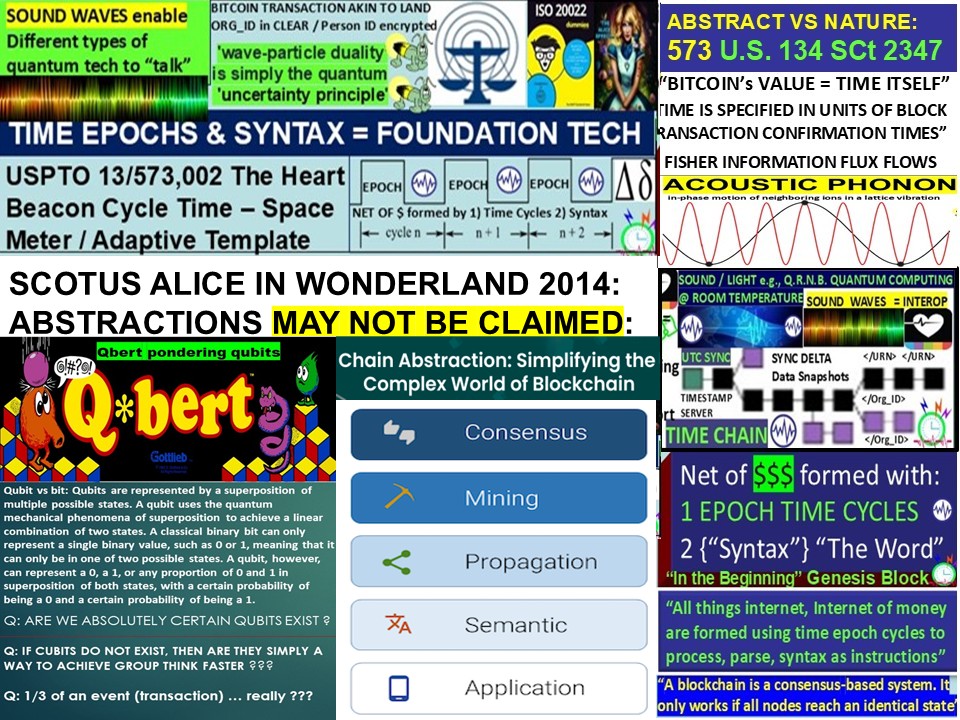 SOUND WAVES enable
Different types of
quantum tech to “talk”
BITCOIN TRANSACTION AKIN TO LAND
ORG_ID in CLEAR / Person ID encrypted
'wave-particle duality
is simply the quantum
'uncertainty principle'
ISO 20022
dummies
TIME EPOCHS & SYNTAX = FOUNDATION TECH
USPTO 13/573,002 The Heart
Beacon Cycle Time – Space
Meter / Adaptive Template
EPOCH
EPOCH
EPOCH
Δδ
NET OF $ formed by 1) Time Cycles 2) Syntax
cycle n
n + 1
n + 2
ABSTRACT VS NATURE:
573 U.S. 134 SCt 2347
“BITCOIN’s VALUE = TIME ITSELF”
TIME IS SPECIFIED IN UNITS OF BLOCK
RANSACTION CONFIRMATION TIMES”
FISHER INFORMATION FLUX FLOWS
ACOUSTIC PHONON
in-phase motion of neighboring ions in a lattice vibration
SCOTUS ALICE IN WONDERLAND 2014:
ABSTRACTIONS MAY NOT BE CLAIMED:
SOUND / LIGHT e.g., Q.R.N.B. QUANTUM COMPUTING
@ ROOM TEMPERATURE
SOUND WAVES = INTEROP
UTC SYNC
SYNC DELTA
Data Snapshots
</URN> </URN>
TIMESTAMP
SERVER
</Org_ID>
</Org_ID>
TIME CHAIN
Qbert pondering qubits
@!#?@!
Q*bert
Gottlieb
Qubit vs bit: Qubits are represented by a superposition of
multiple possible states. A qubit uses the quantum
mechanical phenomena of superposition to achieve a linear
combination of two states. A classical binary bit can only
represent a single binary value, such as 0 or 1, meaning that it
can only be in one of two possible states. A qubit, however,
can represent a 0, a 1, or any proportion of 0 and 1 in
superposition of both states, with a certain probability of
being a 0 and a certain probability of being a 1.
Q: ARE WE ABSOLUTELY CERTAIN QUBITS EXIST ?
Q: IF CUBITS DO NOT EXIST, THEN ARE THEY SIMPLY A
WAY TO ACHIEVE GROUP THINK FASTER ???
Q: 1/3 of an event (transaction) … really ???
Chain Abstraction: Simplifying the
Complex World of Blockchain
Consensus
Mining
Propagation
Semantic
Application
Net of $$$ formed with:
1 EPOCH TIME CYCLES
2 {“Syntax”} “The Word”
“In the Beginning” Genesis Block
“All things internet, Internet of money
are formed using time epoch cycles to
process, parse, syntax as instructions”
“A blockchain is a consensus-based system. It
only works if all nodes reach an identical state”